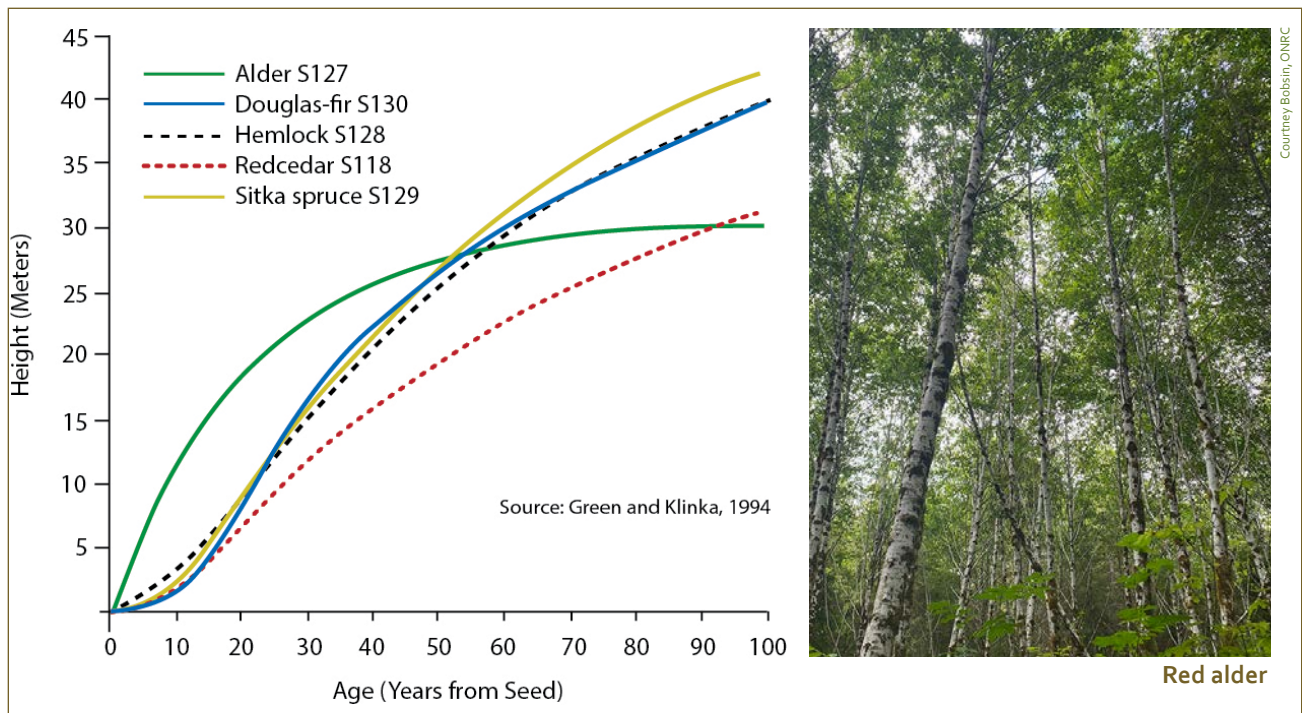 45
40
35
30
25
20
15
10
5
Height (Meters)
Alder S127
Douglas-fir S130
Hemlock S128
Redcedar S118
Sitka spruce S129
Source: Green and Klinka, 1994
0 10 20 30 40 50 60 70 80 90 100
Age (Years from Seed)
Courtney Bobsin, ONRC
Red alder